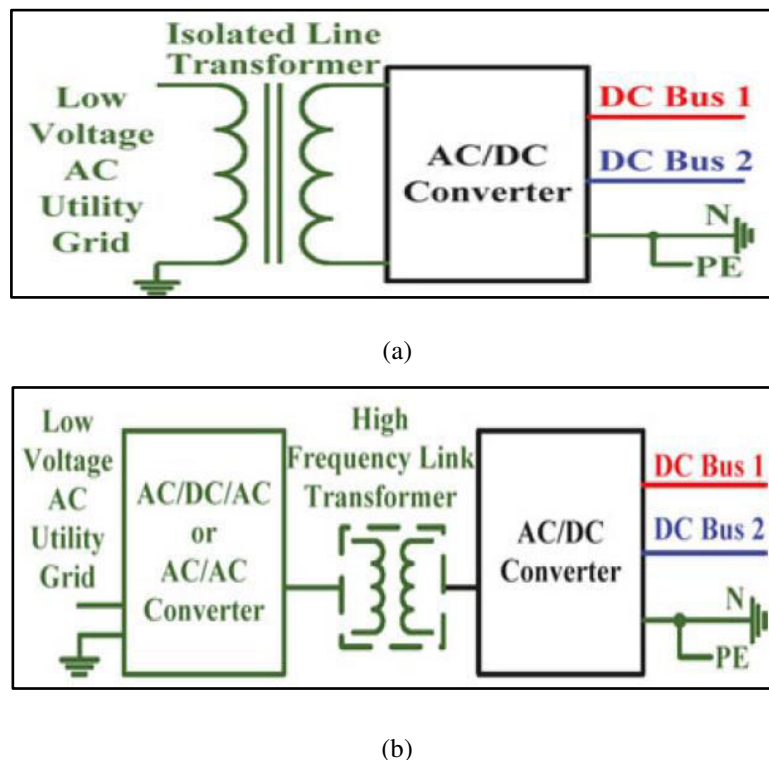 Isolated Line
Transformer
Low
Voltage
AC
Utility
Grid
AC/DC
Converter
DC Bus 1
DC Bus 2
N
PE
(a)
Low
Voltage
AC
Utility
Grid
AC/DC/AC
or
AC/AC
Converter
High
Frequency Link
Transformer
AC/DC
Converter
DC Bus 1
DC Bus 2
N
PE
(b)